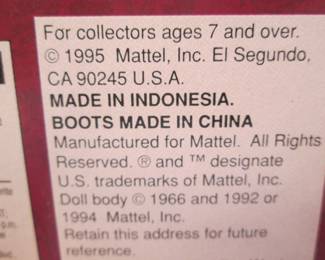 For collectors ages 7 and over.
© 1995 Mattel, Inc. El Segundo,
CA 90245 U.S.A.
MADE IN INDONESIA.
BOOTS MADE IN CHINA
Manufactured for Mattel. All Rights
Reserved. ® and ™ designate
U.S. trademarks of Mattel, Inc.
Doll body © 1966 and 1992 or
1994 Mattel, Inc.
Retain this address for future
reference.